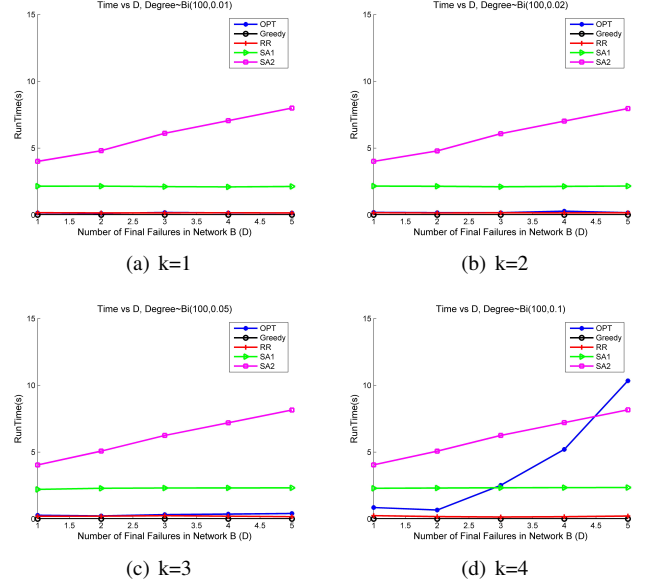 Time vs D, Degree~Bi(100,0.01)
15
10
5
0
RunTime(s)
OPT
Greedy
RR
SA1
SA2
1 1.5 2 2.5 3 3.5 4 4.5 5
Number of Final Failures in Network B (D)
(a) k=1
Time vs D, Degree~Bi(100,0.02)
15
10
5
0
RunTime(s)
OPT
Greedy
RR
SA1
SA2
1 1.5 2 2.5 3 3.5 4 4.5 5
Number of Final Failures in Network B (D)
(b) k=2
Time vs D, Degree~Bi(100,0.05)
15
10
5
0
RunTime(s)
OPT
Greedy
RR
SA1
SA2
1 1.5 2 2.5 3 3.5 4 4.5 5
Number of Final Failures in Network B (D)
(c) k=3
Time vs D, Degree~Bi(100,0.1)
15
10
5
0
RunTime(s)
OPT
Greedy
RR
SA1
SA2
1 1.5 2 2.5 3 3.5 4 4.5 5
Number of Final Failures in Network B (D)
(d) k=4